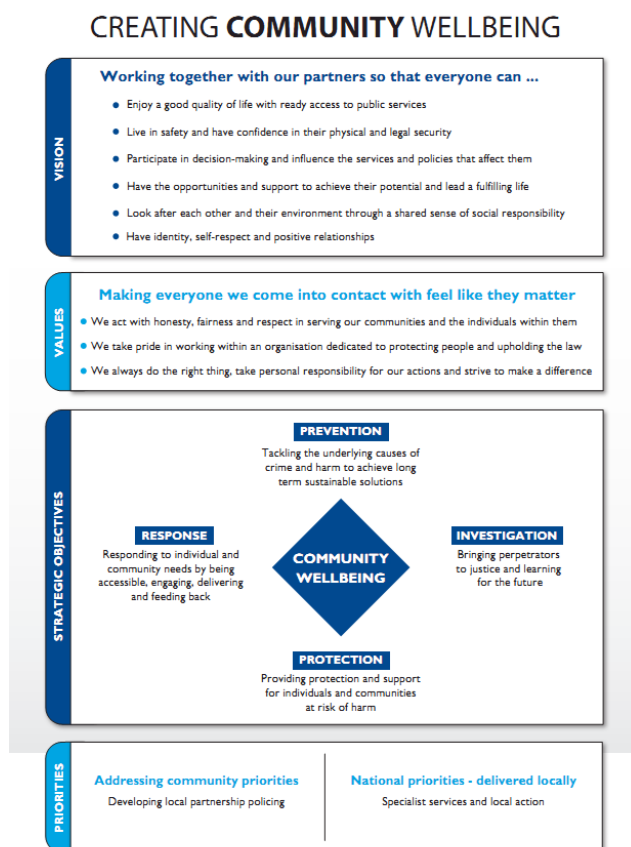 CREATING COMMUNITY WELLBEING
VISION
Working together with our partners so that everyone can ...
• Enjoy a good quality of life with ready access to public services
• Live in safety and have confidence in their physical and legal security
• Participate in decision-making and influence the services and policies that affect them
• Have the opportunities and support to achieve their potential and lead a fulfilling life
• Look after each other and their environment through a shared sense of social responsibility
• Have identity, self-respect and positive relationships
VALUES
Making everyone we come into contact with feel like they matter
• We act with honesty, fairness and respect in serving our communities and the individuals within them
• We take pride in working within an organisation dedicated to protecting people and upholding the law
• We always do the right thing, take personal responsibility for our actions and strive to make a difference
STRATEGIC OBJECTIVES
PREVENTION
Tackling the underlying causes of
crime and harm to achieve long
term sustainable solutions
RESPONSE
Responding to individual and
community needs by being
accessible, engaging, delivering
and feeding back
COMMUNITY
WELLBEING
INVESTIGATION
Bringing perpetrators
to justice and learning
for the future
PROTECTION
Providing protection and support
for individuals and communities
at risk of harm
PRIORITIES
Addressing community priorities
Developing local partnership policing
National priorities - delivered locally
Specialist services and local action